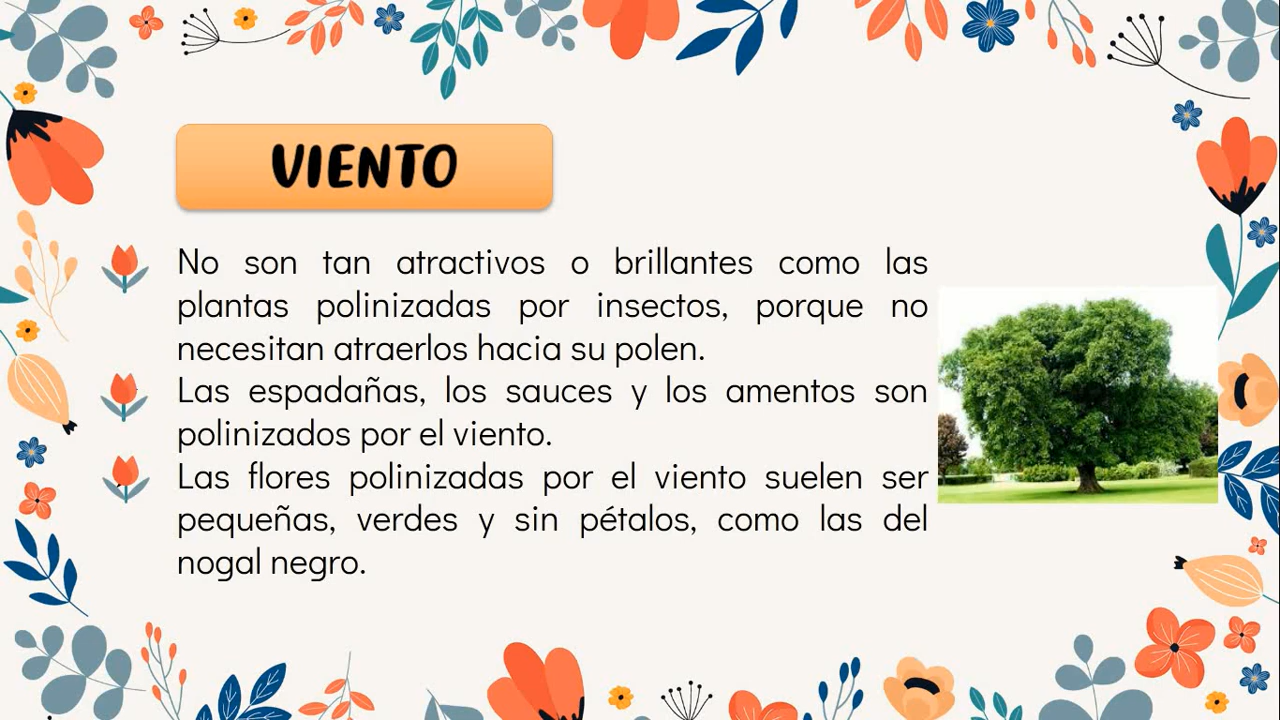 VIENTO
No son tan atractivos o brillantes como las
plantas polinizadas por insectos, porque no
necesitan atraerlos hacia su polen.
Las espadañas, los sauces y los amentos son
polinizados por el viento.
Las flores polinizadas por el viento suelen ser
pequeñas, verdes y sin pétalos, como las del
nogal negro.